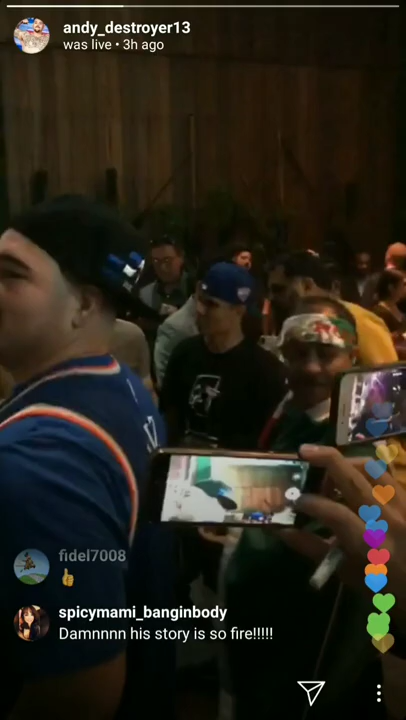 andy_destroyer13
was live • 3h ago
fidel7008
👍
spicymami_banginbody
Damnnnn his story is so fire!!!!!